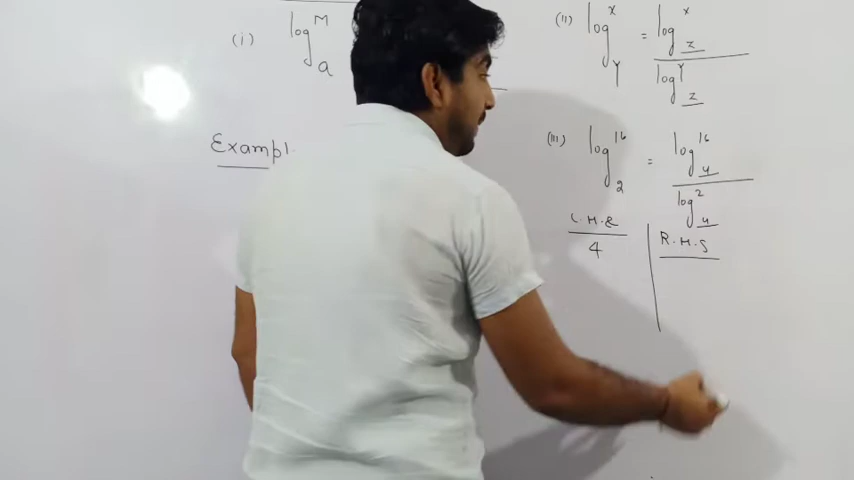 (i) log M a
Exampl
(ii) log x Y = log x z / log Y z
(iii) log 16 2 = log 16 4 / log 2 4
L.H.S R.H.S
4